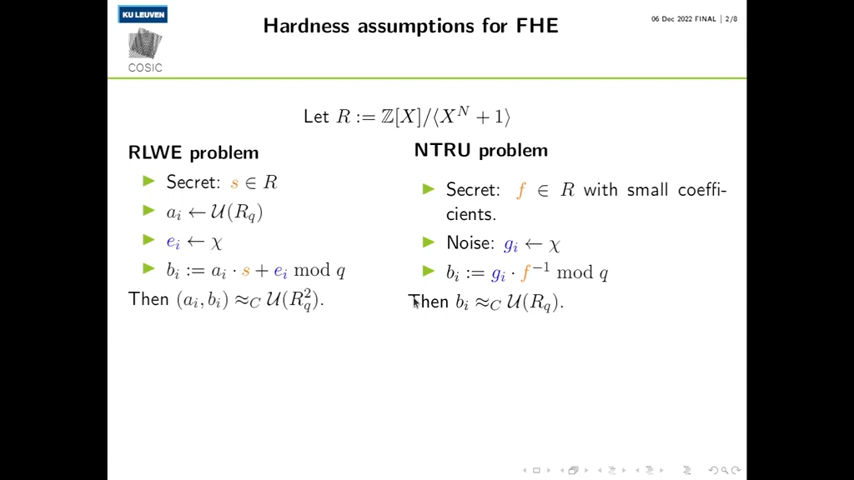 KU LEUVEN
COSIC
Hardness assumptions for FHE
06 Dec 2022 FINAL | 2/8
Let R := ℤ[X]/⟨X^N + 1⟩
RLWE problem
Secret: s ∈ R
a_i ← 𝒰(R_q)
e_i ← χ
b_i := a_i · s + e_i mod q
Then (a_i, b_i) ≈_C 𝒰(R_q^2).
NTRU problem
Secret: f ∈ R with small coeffi-
cients.
Noise: g_i ← χ
b_i := g_i · f^{-1} mod q
Then b_i ≈_C 𝒰(R_q).